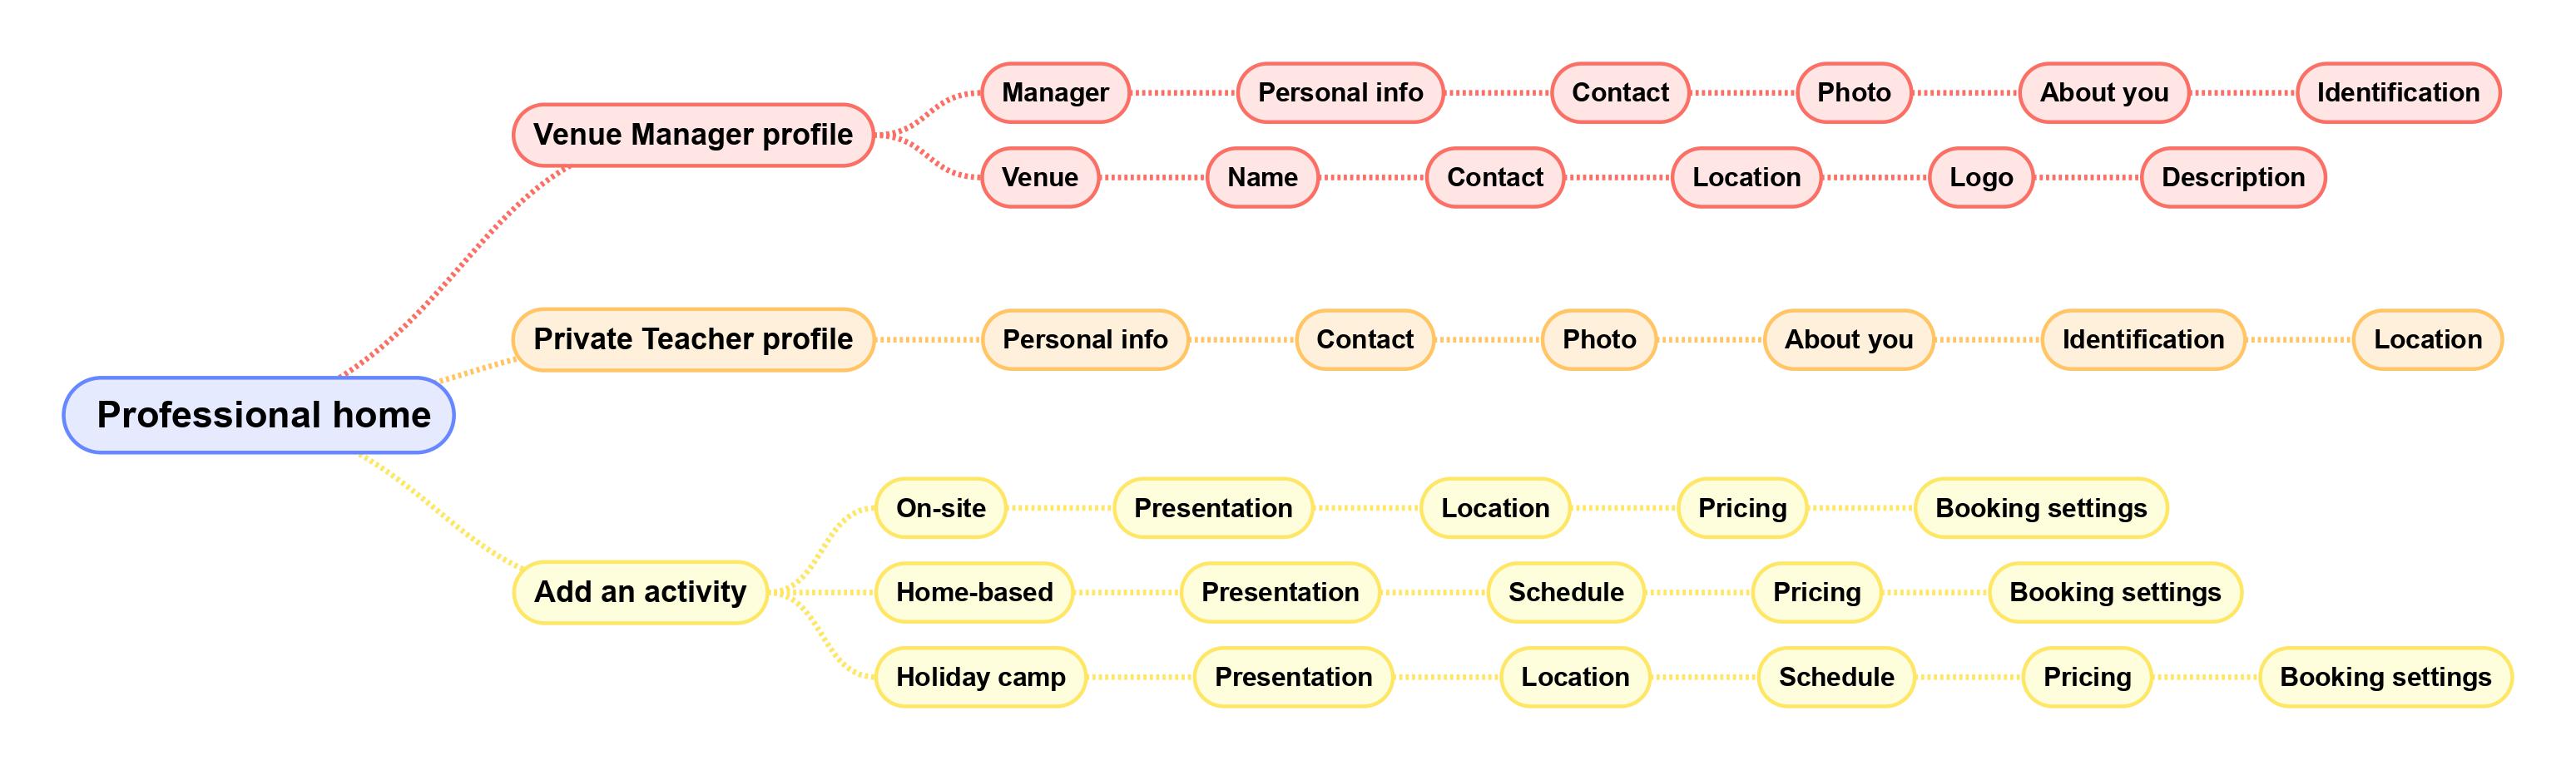 Manager Personal info Contact Photo About you Identification
Venue Manager profile
Venue Name Contact Location Logo Description
Private Teacher profile Personal info Contact Photo About you Identification Location
Professional home
On-site Presentation Location Pricing Booking settings
Add an activity Home-based Presentation Schedule Pricing Booking settings
Holiday camp Presentation Location Schedule Pricing Booking settings